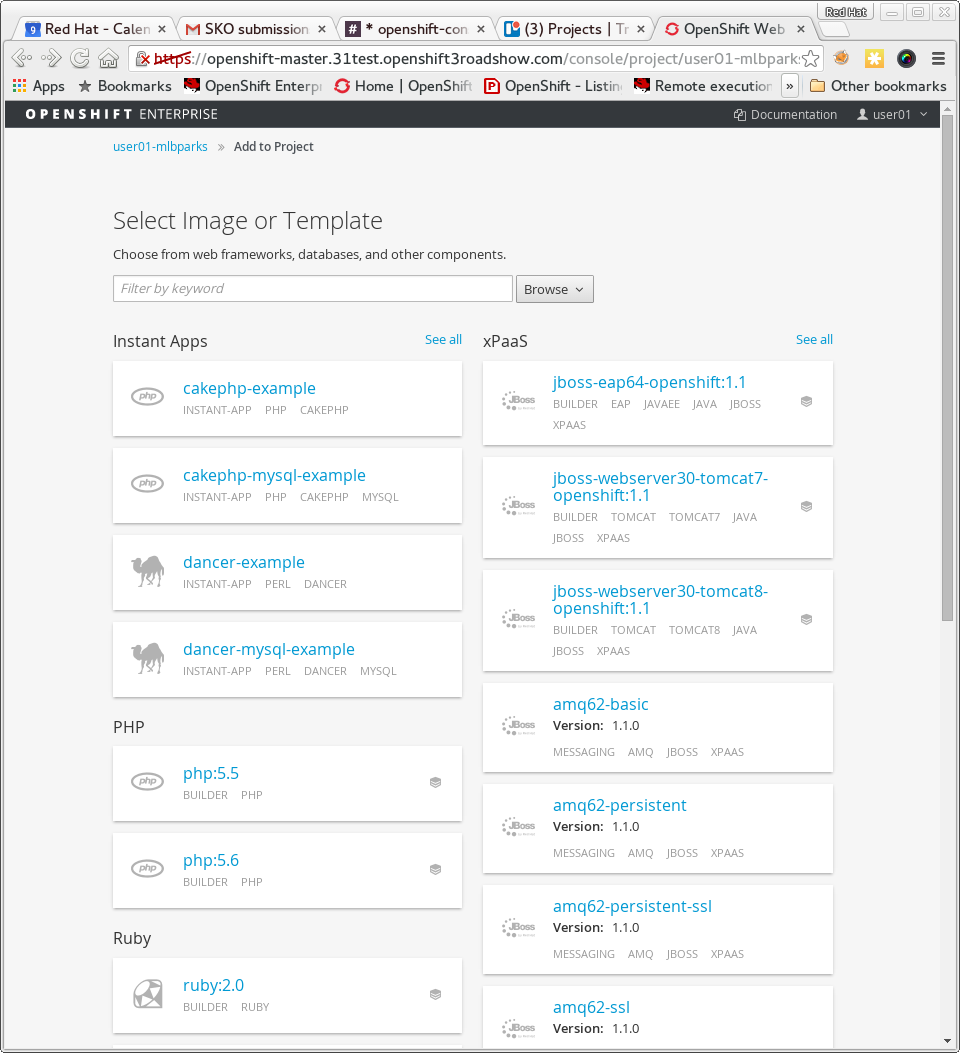 Red Hat
Red Hat - Calen
SKO submission
* openshift-con
(3) Projects | Tr
OpenShift Web
https://openshift-master.31test.openshift3roadshow.com/console/project/user01-mlbparks
Apps
Bookmarks
OpenShift Enterpr
Home | OpenShift
OpenShift - Listin
Remote execution
»
Other bookmarks
OPENSHIFT ENTERPRISE
Documentation
user01
user01-mlbparks » Add to Project
Select Image or Template
Choose from web frameworks, databases, and other components.
Filter by keyword
Browse
Instant Apps
See all
php
cakephp-example
INSTANT-APP PHP CAKEPHP
php
cakephp-mysql-example
INSTANT-APP PHP CAKEPHP MYSQL
dancer-example
INSTANT-APP PERL DANCER
dancer-mysql-example
INSTANT-APP PERL DANCER MYSQL
PHP
php
php:5.5
BUILDER PHP
php
php:5.6
BUILDER PHP
Ruby
ruby:2.0
BUILDER RUBY
xPaaS
See all
JBoss
jboss-eap64-openshift:1.1
BUILDER EAP JAVAEE JAVA JBOSS
XPAAS
JBoss
jboss-webserver30-tomcat7-
openshift:1.1
BUILDER TOMCAT TOMCAT7 JAVA
JBOSS XPAAS
JBoss
jboss-webserver30-tomcat8-
openshift:1.1
BUILDER TOMCAT TOMCAT8 JAVA
JBOSS XPAAS
JBoss
amq62-basic
Version: 1.1.0
MESSAGING AMQ JBOSS XPAAS
JBoss
amq62-persistent
Version: 1.1.0
MESSAGING AMQ JBOSS XPAAS
JBoss
amq62-persistent-ssl
Version: 1.1.0
MESSAGING AMQ JBOSS XPAAS
JBoss
amq62-ssl
Version: 1.1.0